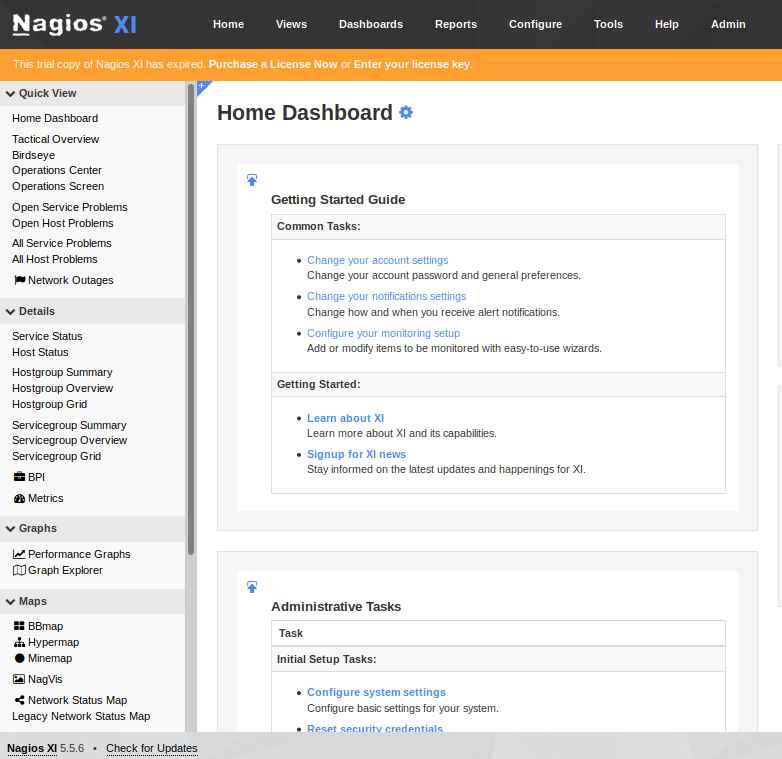 Nagios® XI
Home Views Dashboards Reports Configure Tools Help Admin
This trial copy of Nagios XI has expired. Purchase a License Now or Enter your license key.
Quick View
Home Dashboard
Tactical Overview
Birdseye
Operations Center
Operations Screen
Open Service Problems
Open Host Problems
All Service Problems
All Host Problems
Network Outages
Details
Service Status
Host Status
Hostgroup Summary
Hostgroup Overview
Hostgroup Grid
Servicegroup Summary
Servicegroup Overview
Servicegroup Grid
BPI
Metrics
Graphs
Performance Graphs
Graph Explorer
Maps
BBmap
Hypermap
Minemap
NagVis
Network Status Map
Legacy Network Status Map
Home Dashboard
Getting Started Guide
Common Tasks:
• Change your account settings
Change your account password and general preferences.
• Change your notifications settings
Change how and when you receive alert notifications.
• Configure your monitoring setup
Add or modify items to be monitored with easy-to-use wizards.
Getting Started:
• Learn about XI
Learn more about XI and its capabilities.
• Signup for XI news
Stay informed on the latest updates and happenings for XI.
Administrative Tasks
Task
Initial Setup Tasks:
• Configure system settings
Configure basic settings for your system.
• Reset security credentials
Nagios XI 5.5.6 • Check for Updates